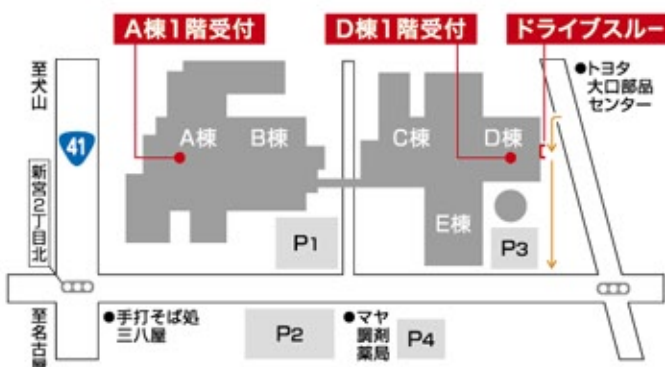 A棟1階受付
D棟1階受付
ドライブスルー
至犬山
41
新宮2丁目北
至名古屋
A棟
B棟
C棟
D棟
E棟
●トヨタ
大口部品
センター
P1
P3
●手打そば処
三八屋
P2
●マヤ
調剤
薬局
P4